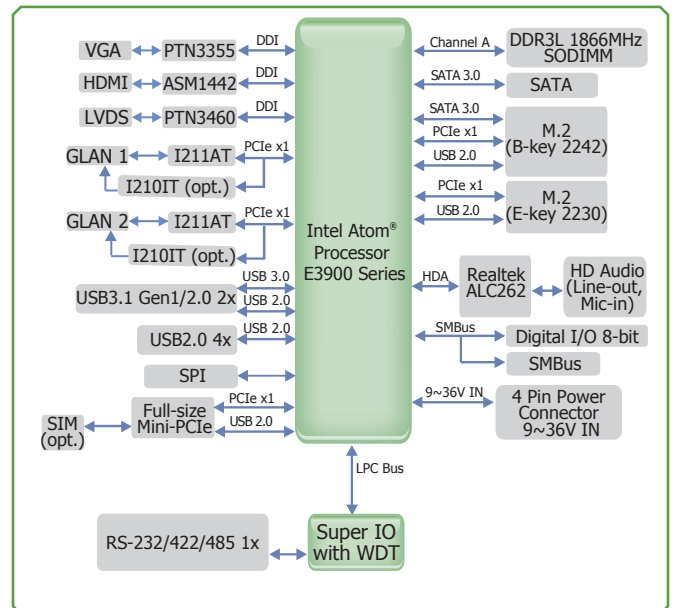 VGA
PTN3355
DDI
HDMI
ASM1442
DDI
LVDS
PTN3460
DDI
GLAN 1
I211AT
PCIe x1
I210IT (opt.)
GLAN 2
I211AT
PCIe x1
I210IT (opt.)
USB3.1 Gen1/2.0 2x
USB 3.0
USB 2.0
USB2.0 4x
USB 2.0
SPI
SIM
(opt.)
Full-size
Mini-PCIe
PCIe x1
USB 2.0
Intel Atom®
Processor
E3900 Series
Channel A
DDR3L 1866MHz
SODIMM
SATA 3.0
SATA
SATA 3.0
PCIe x1
USB 2.0
M.2
(B-key 2242)
PCIe x1
USB 2.0
M.2
(E-key 2230)
HDA
Realtek
ALC262
HD Audio
(Line-out,
Mic-in)
SMBus
Digital I/O 8-bit
SMBus
9~36V IN
4 Pin Power
Connector
9~36V IN
LPC Bus
RS-232/422/485 1x
Super IO
with WDT